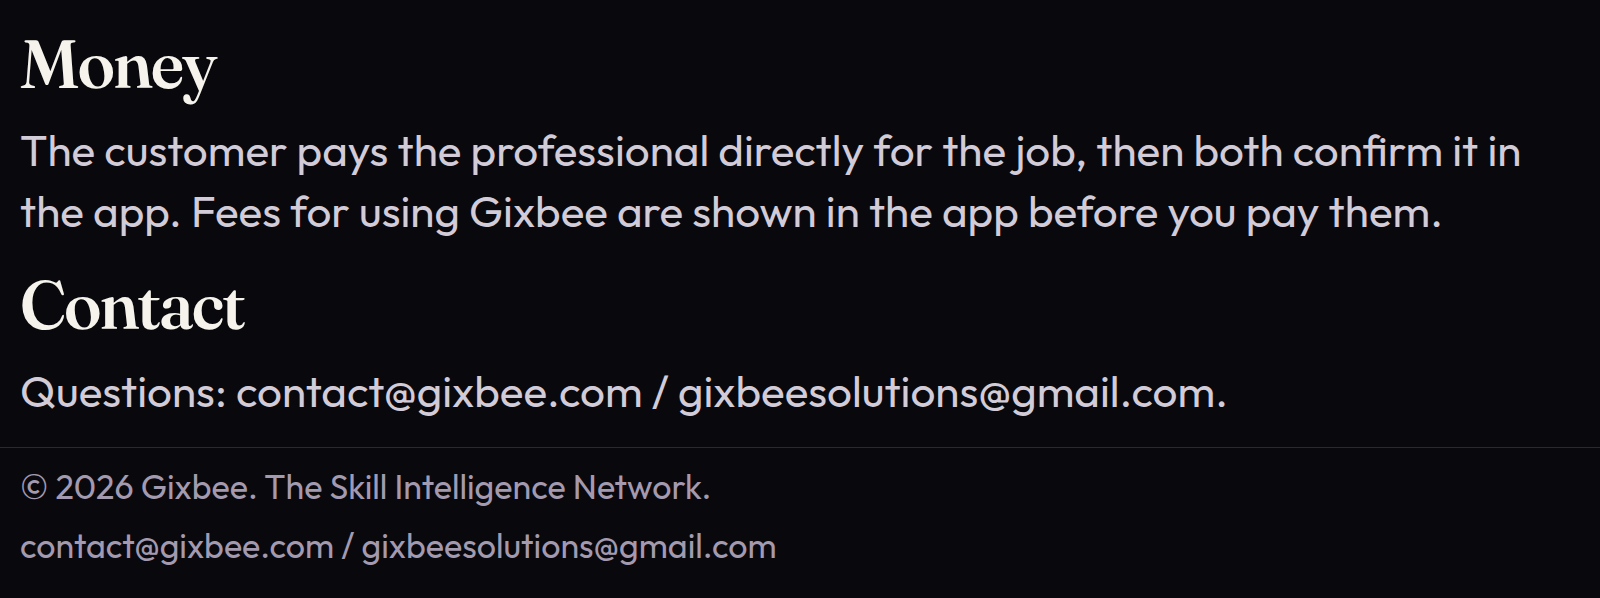 Money
The customer pays the professional directly for the job, then both confirm it in
the app. Fees for using Gixbee are shown in the app before you pay them.
Contact
Questions: contact@gixbee.com / gixbeesolutions@gmail.com.
© 2026 Gixbee. The Skill Intelligence Network.
contact@gixbee.com / gixbeesolutions@gmail.com